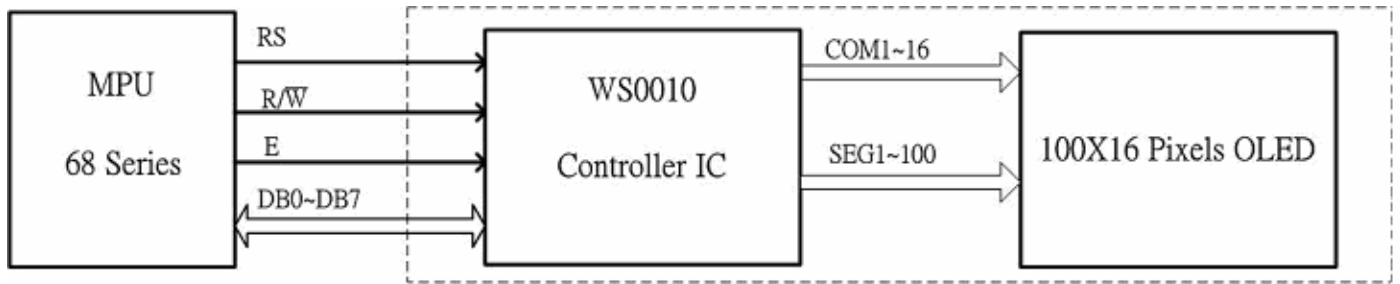 MPU
68 Series
RS
R/W̅
E
DB0~DB7
WS0010
Controller IC
COM1~16
SEG1~100
100X16 Pixels OLED